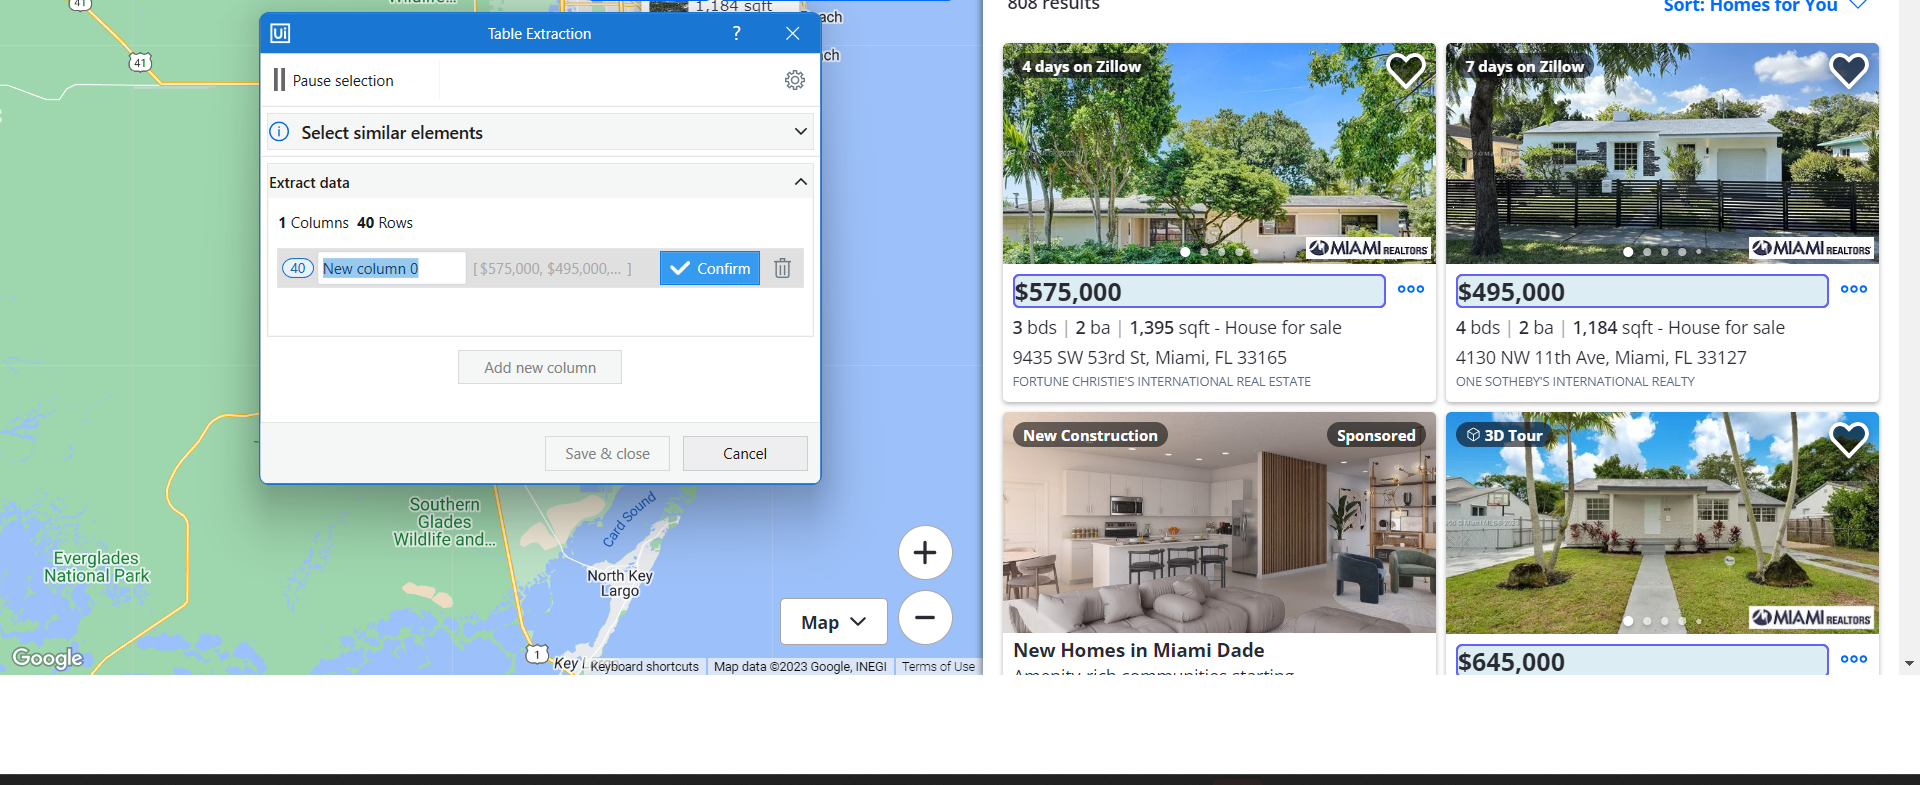 41
41
1,184 sqft
ach
ch
Ui
Table Extraction
?
Pause selection
Select similar elements
Extract data
1 Columns 40 Rows
40
New column 0
[ $575,000, $495,000,... ]
Confirm
Add new column
Save & close
Cancel
Southern
Glades
Wildlife and...
Card Sound
Everglades
National Park
North Key
Largo
Map
Google
1
Key L
Keyboard shortcuts
Map data ©2023 Google, INEGI
Terms of Use
808 results
Sort: Homes for You
4 days on Zillow
MIAMI REALTORS
$575,000
3 bds | 2 ba | 1,395 sqft - House for sale
9435 SW 53rd St, Miami, FL 33165
FORTUNE CHRISTIE'S INTERNATIONAL REAL ESTATE
7 days on Zillow
MIAMI REALTORS
$495,000
4 bds | 2 ba | 1,184 sqft - House for sale
4130 NW 11th Ave, Miami, FL 33127
ONE SOTHEBY'S INTERNATIONAL REALTY
New Construction
Sponsored
New Homes in Miami Dade
Amenity-rich communities starting
3D Tour
MIAMI REALTORS
$645,000